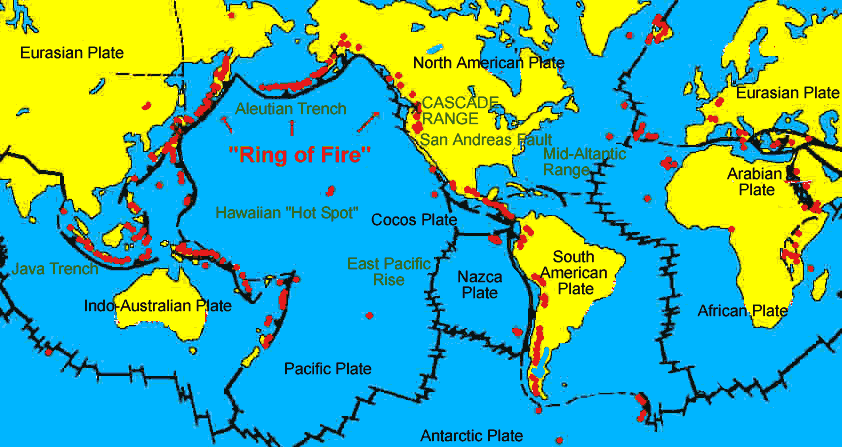 Eurasian Plate
North American Plate
Eurasian Plate
Aleutian Trench
CASCADE
RANGE
San Andreas Fault
"Ring of Fire"
Mid-Altantic
Range
Arabian
Plate
Hawaiian "Hot Spot"
Cocos Plate
Java Trench
East Pacific
Rise
Nazca
Plate
South
American
Plate
Indo-Australian Plate
African Plate
Pacific Plate
Antarctic Plate